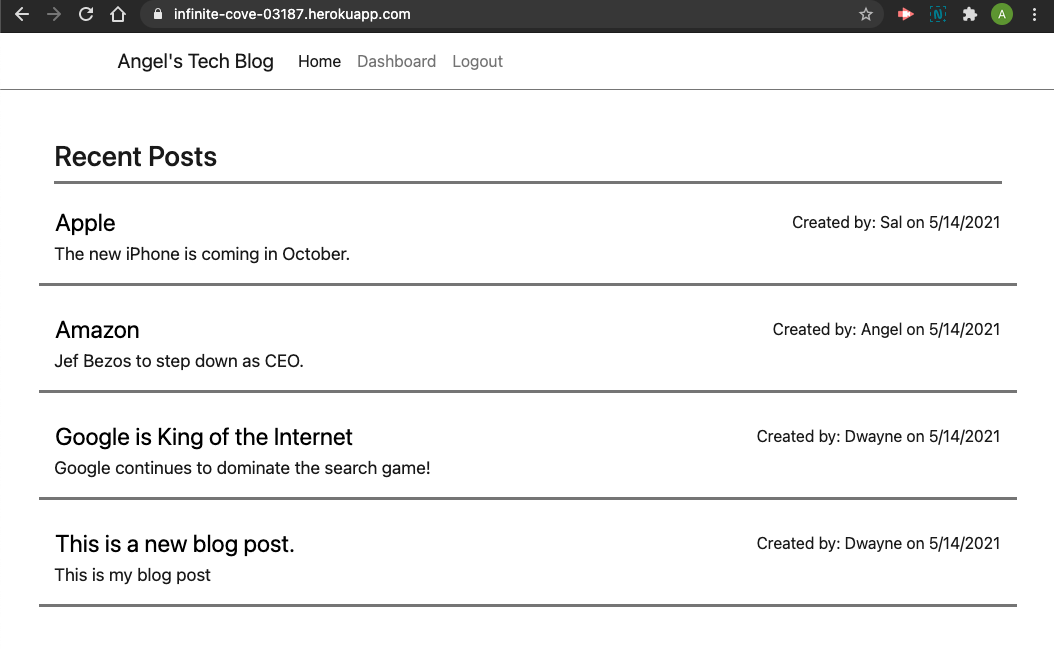 infinite-cove-03187.herokuapp.com
N
A
Angel's Tech Blog Home Dashboard Logout
Recent Posts
Apple Created by: Sal on 5/14/2021
The new iPhone is coming in October.
Amazon Created by: Angel on 5/14/2021
Jef Bezos to step down as CEO.
Google is King of the Internet Created by: Dwayne on 5/14/2021
Google continues to dominate the search game!
This is a new blog post. Created by: Dwayne on 5/14/2021
This is my blog post